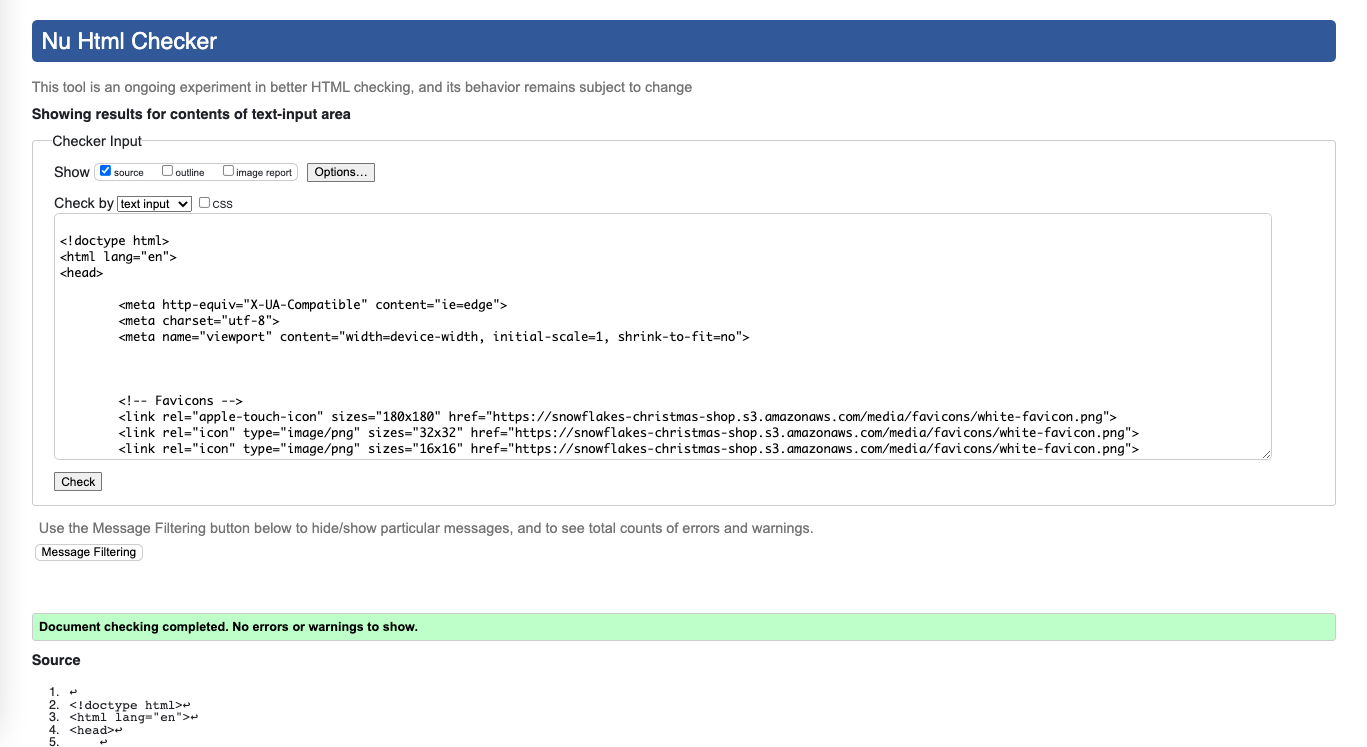 Nu Html Checker
This tool is an ongoing experiment in better HTML checking, and its behavior remains subject to change
Showing results for contents of text-input area
Checker Input
Show source outline image report Options...
Check by text input css
<!doctype html>
<html lang="en">
<head>
<meta http-equiv="X-UA-Compatible" content="ie=edge">
<meta charset="utf-8">
<meta name="viewport" content="width=device-width, initial-scale=1, shrink-to-fit=no">
<!-- Favicons -->
<link rel="apple-touch-icon" sizes="180x180" href="https://snowflakes-christmas-shop.s3.amazonaws.com/media/favicons/white-favicon.png">
<link rel="icon" type="image/png" sizes="32x32" href="https://snowflakes-christmas-shop.s3.amazonaws.com/media/favicons/white-favicon.png">
<link rel="icon" type="image/png" sizes="16x16" href="https://snowflakes-christmas-shop.s3.amazonaws.com/media/favicons/white-favicon.png">
Check
Use the Message Filtering button below to hide/show particular messages, and to see total counts of errors and warnings.
Message Filtering
Document checking completed. No errors or warnings to show.
Source
1. ↩
2. <!doctype html>↩
3. <html lang="en">↩
4. <head>↩
5. ↩